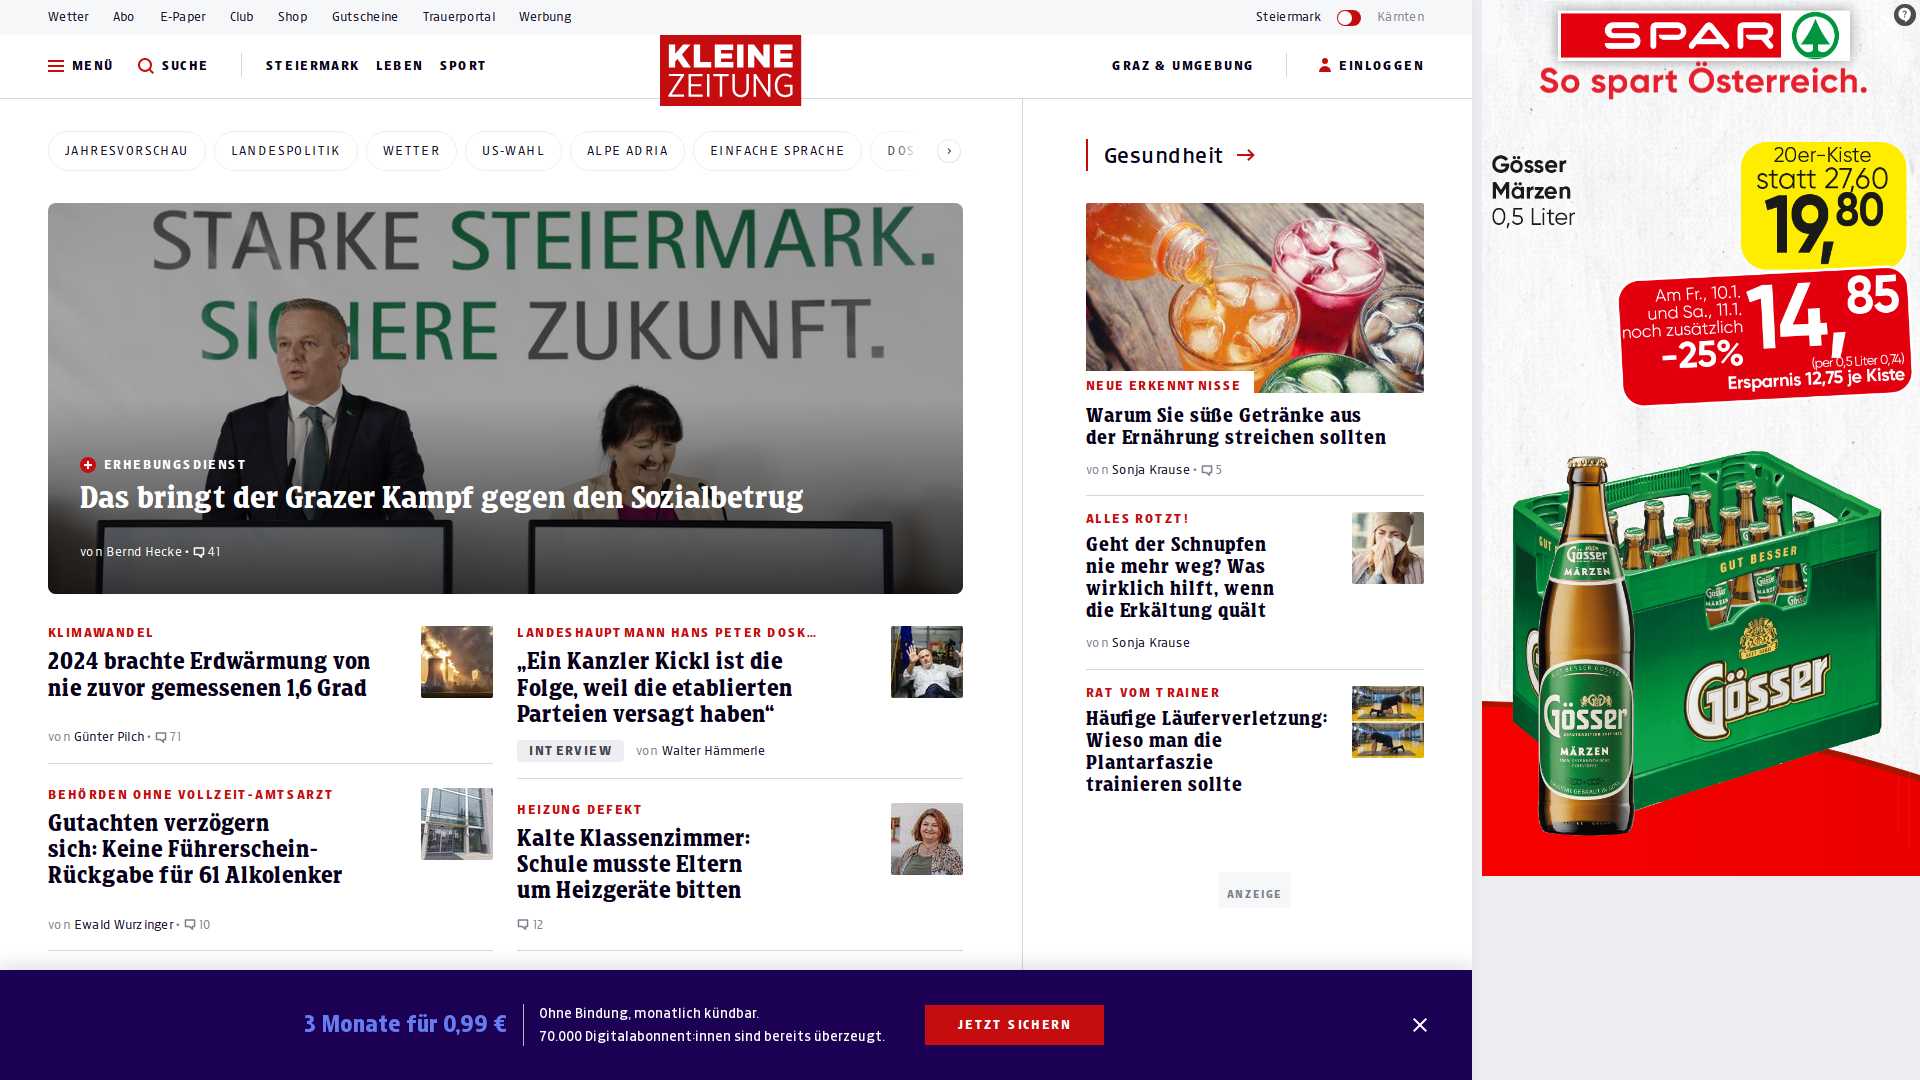 Wetter Abo E-Paper Club Shop Gutscheine Trauerportal Werbung
Steiermark Kärnten
MENÜ SUCHE STEIERMARK LEBEN SPORT
KLEINE
ZEITUNG
GRAZ & UMGEBUNG EINLOGGEN
JAHRESVORSCHAU LANDESPOLITIK WETTER US-WAHL ALPE ADRIA EINFACHE SPRACHE DOS
STARKE STEIERMARK.
SICHERE ZUKUNFT.
ERHEBUNGSDIENST
Das bringt der Grazer Kampf gegen den Sozialbetrug
von Bernd Hecke • 41
KLIMAWANDEL
2024 brachte Erdwärmung von
nie zuvor gemessenen 1,6 Grad
von Günter Pilch • 71
BEHÖRDEN OHNE VOLLZEIT-AMTSARZT
Gutachten verzögern
sich: Keine Führerschein-
Rückgabe für 61 Alkolenker
von Ewald Wurzinger • 10
LANDESHAUPTMANN HANS PETER DOSK...
„Ein Kanzler Kickl ist die
Folge, weil die etablierten
Parteien versagt haben“
INTERVIEW von Walter Hämmerle
HEIZUNG DEFEKT
Kalte Klassenzimmer:
Schule musste Eltern
um Heizgeräte bitten
12
Gesundheit
NEUE ERKENNTNISSE
Warum Sie süße Getränke aus
der Ernährung streichen sollten
von Sonja Krause • 5
ALLES ROTZT!
Geht der Schnupfen
nie mehr weg? Was
wirklich hilft, wenn
die Erkältung quält
von Sonja Krause
RAT VOM TRAINER
Häufige Läuferverletzung:
Wieso man die
Plantarfaszie
trainieren sollte
ANZEIGE
3 Monate für 0,99 €
Ohne Bindung, monatlich kündbar.
70.000 Digitalabonnent:innen sind bereits überzeugt.
JETZT SICHERN
SPAR
So spart Österreich.
Gösser
Märzen
0,5 Liter
20er-Kiste
statt 27,60
19,80
Am Fr., 10.1.
und Sa., 11.1.
noch zusätzlich
-25%
14,85
(per 0,5 Liter 0,74)
Ersparnis 12,75 je Kiste
GUT BESSER
Gösser
Gösser
MÄRZEN
Gösser
MÄRZEN